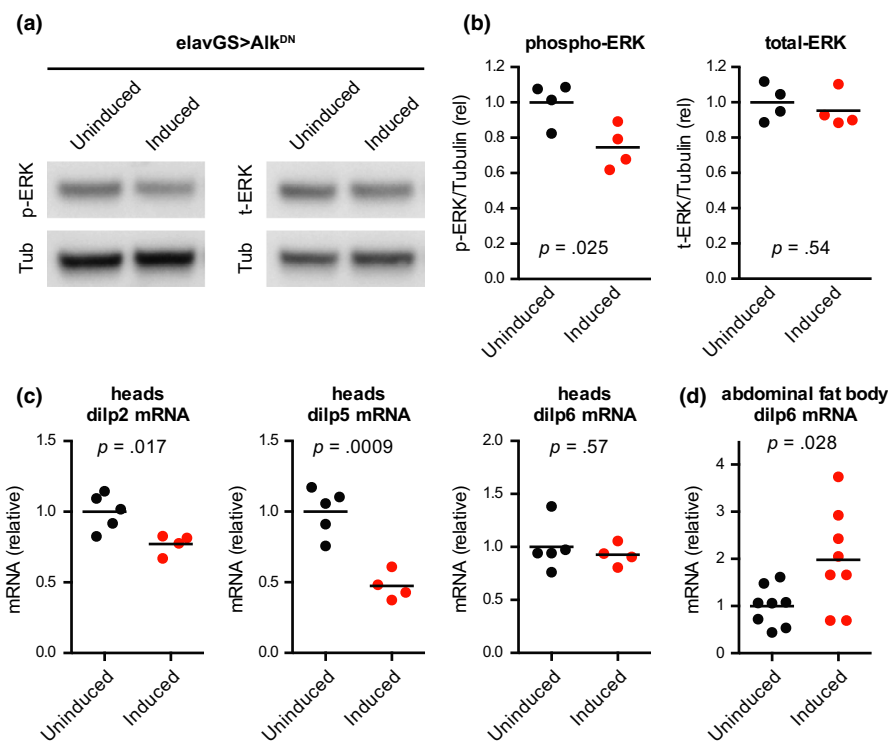 (a)
elavGS>Alk^DN
Uninduced
Induced
p-ERK
Tub
Uninduced
Induced
t-ERK
Tub
(b)
phospho-ERK
p-ERK/Tubulin (rel)
1.2
1.0
0.8
0.6
0.4
0.2
0.0
p = .025
Uninduced
Induced
total-ERK
t-ERK/Tubulin (rel)
1.2
1.0
0.8
0.6
0.4
0.2
0.0
p = .54
Uninduced
Induced
(c)
heads
dilp2 mRNA
mRNA (relative)
1.5
1.0
0.5
0.0
p = .017
Uninduced
Induced
heads
dilp5 mRNA
mRNA (relative)
1.5
1.0
0.5
0.0
p = .0009
Uninduced
Induced
heads
dilp6 mRNA
mRNA (relative)
2.0
1.5
1.0
0.5
0.0
p = .57
Uninduced
Induced
(d)
abdominal fat body
dilp6 mRNA
mRNA (relative)
4
3
2
1
0
p = .028
Uninduced
Induced